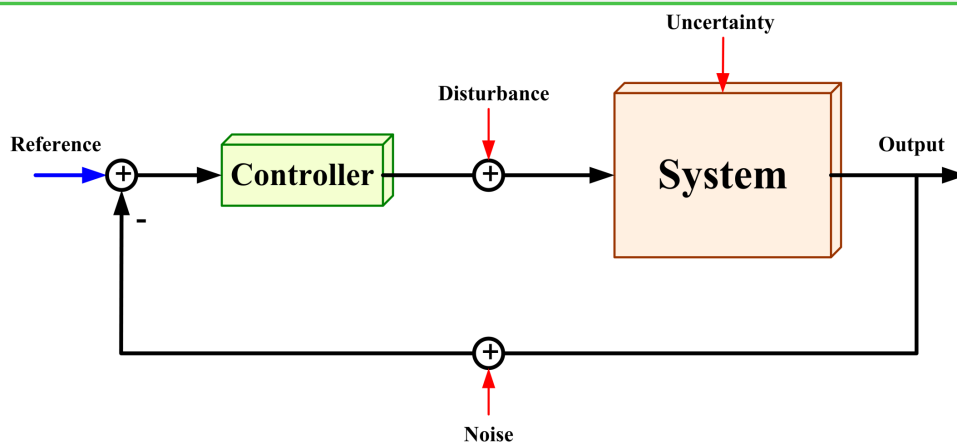 Uncertainty
Disturbance
Reference
Output
+
Controller
+
System
-
+
Noise